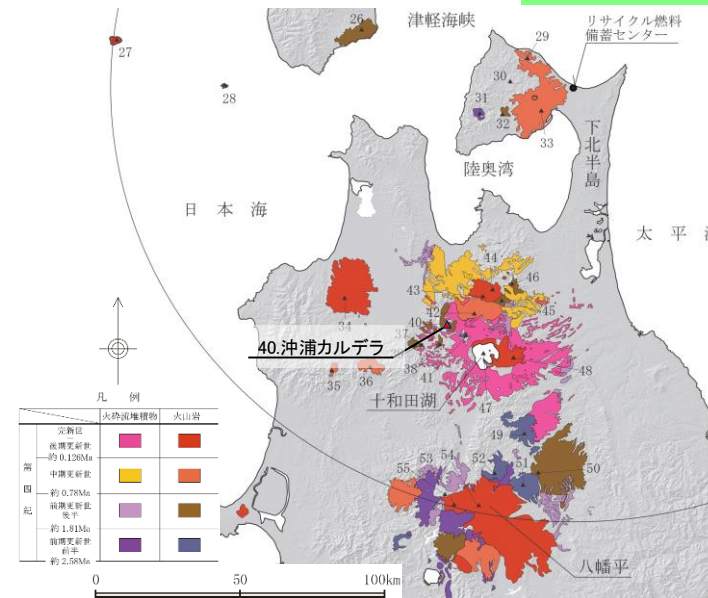 津軽海峡
リサイクル燃料
備蓄センター
26
27
28
29
30
31
32
33
陸奥湾
下北半島
日本海
太平
34
35
36
37
38
40
41
42
43
44
45
46
47
48
49
50
51
52
53
54
55
40.沖浦カルデラ
十和田湖
八幡平
凡 例
火砕流堆積物 火山岩
第四紀
完新世
後期更新世
約 0.126Ma
中期更新世
約 0.78Ma
前期更新世
後半
約 1.81Ma
前期更新世
前半
約 2.58Ma
0 50 100km